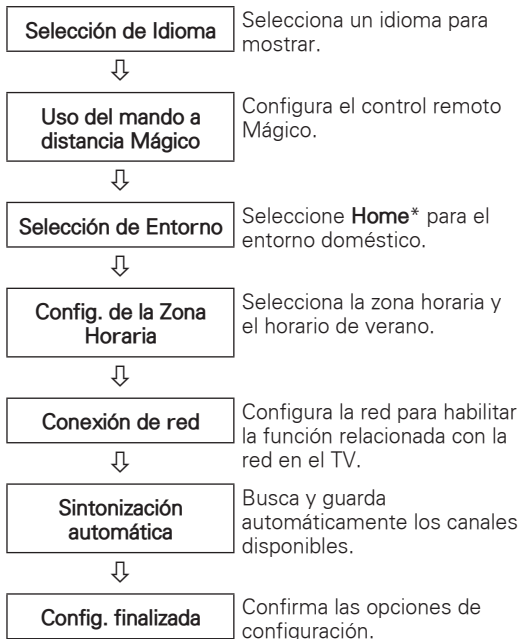 Selección de Idioma
Selecciona un idioma para
mostrar.
⇩
Uso del mando a
distancia Mágico
Configura el control remoto
Mágico.
⇩
Selección de Entorno
Seleccione Home* para el
entorno doméstico.
⇩
Config. de la Zona
Horaria
Selecciona la zona horaria y
el horario de verano.
⇩
Conexión de red
Configura la red para habilitar
la función relacionada con la
red en el TV.
⇩
Sintonización
automática
Busca y guarda
automáticamente los canales
disponibles.
⇩
Config. finalizada
Confirma las opciones de
configuración.